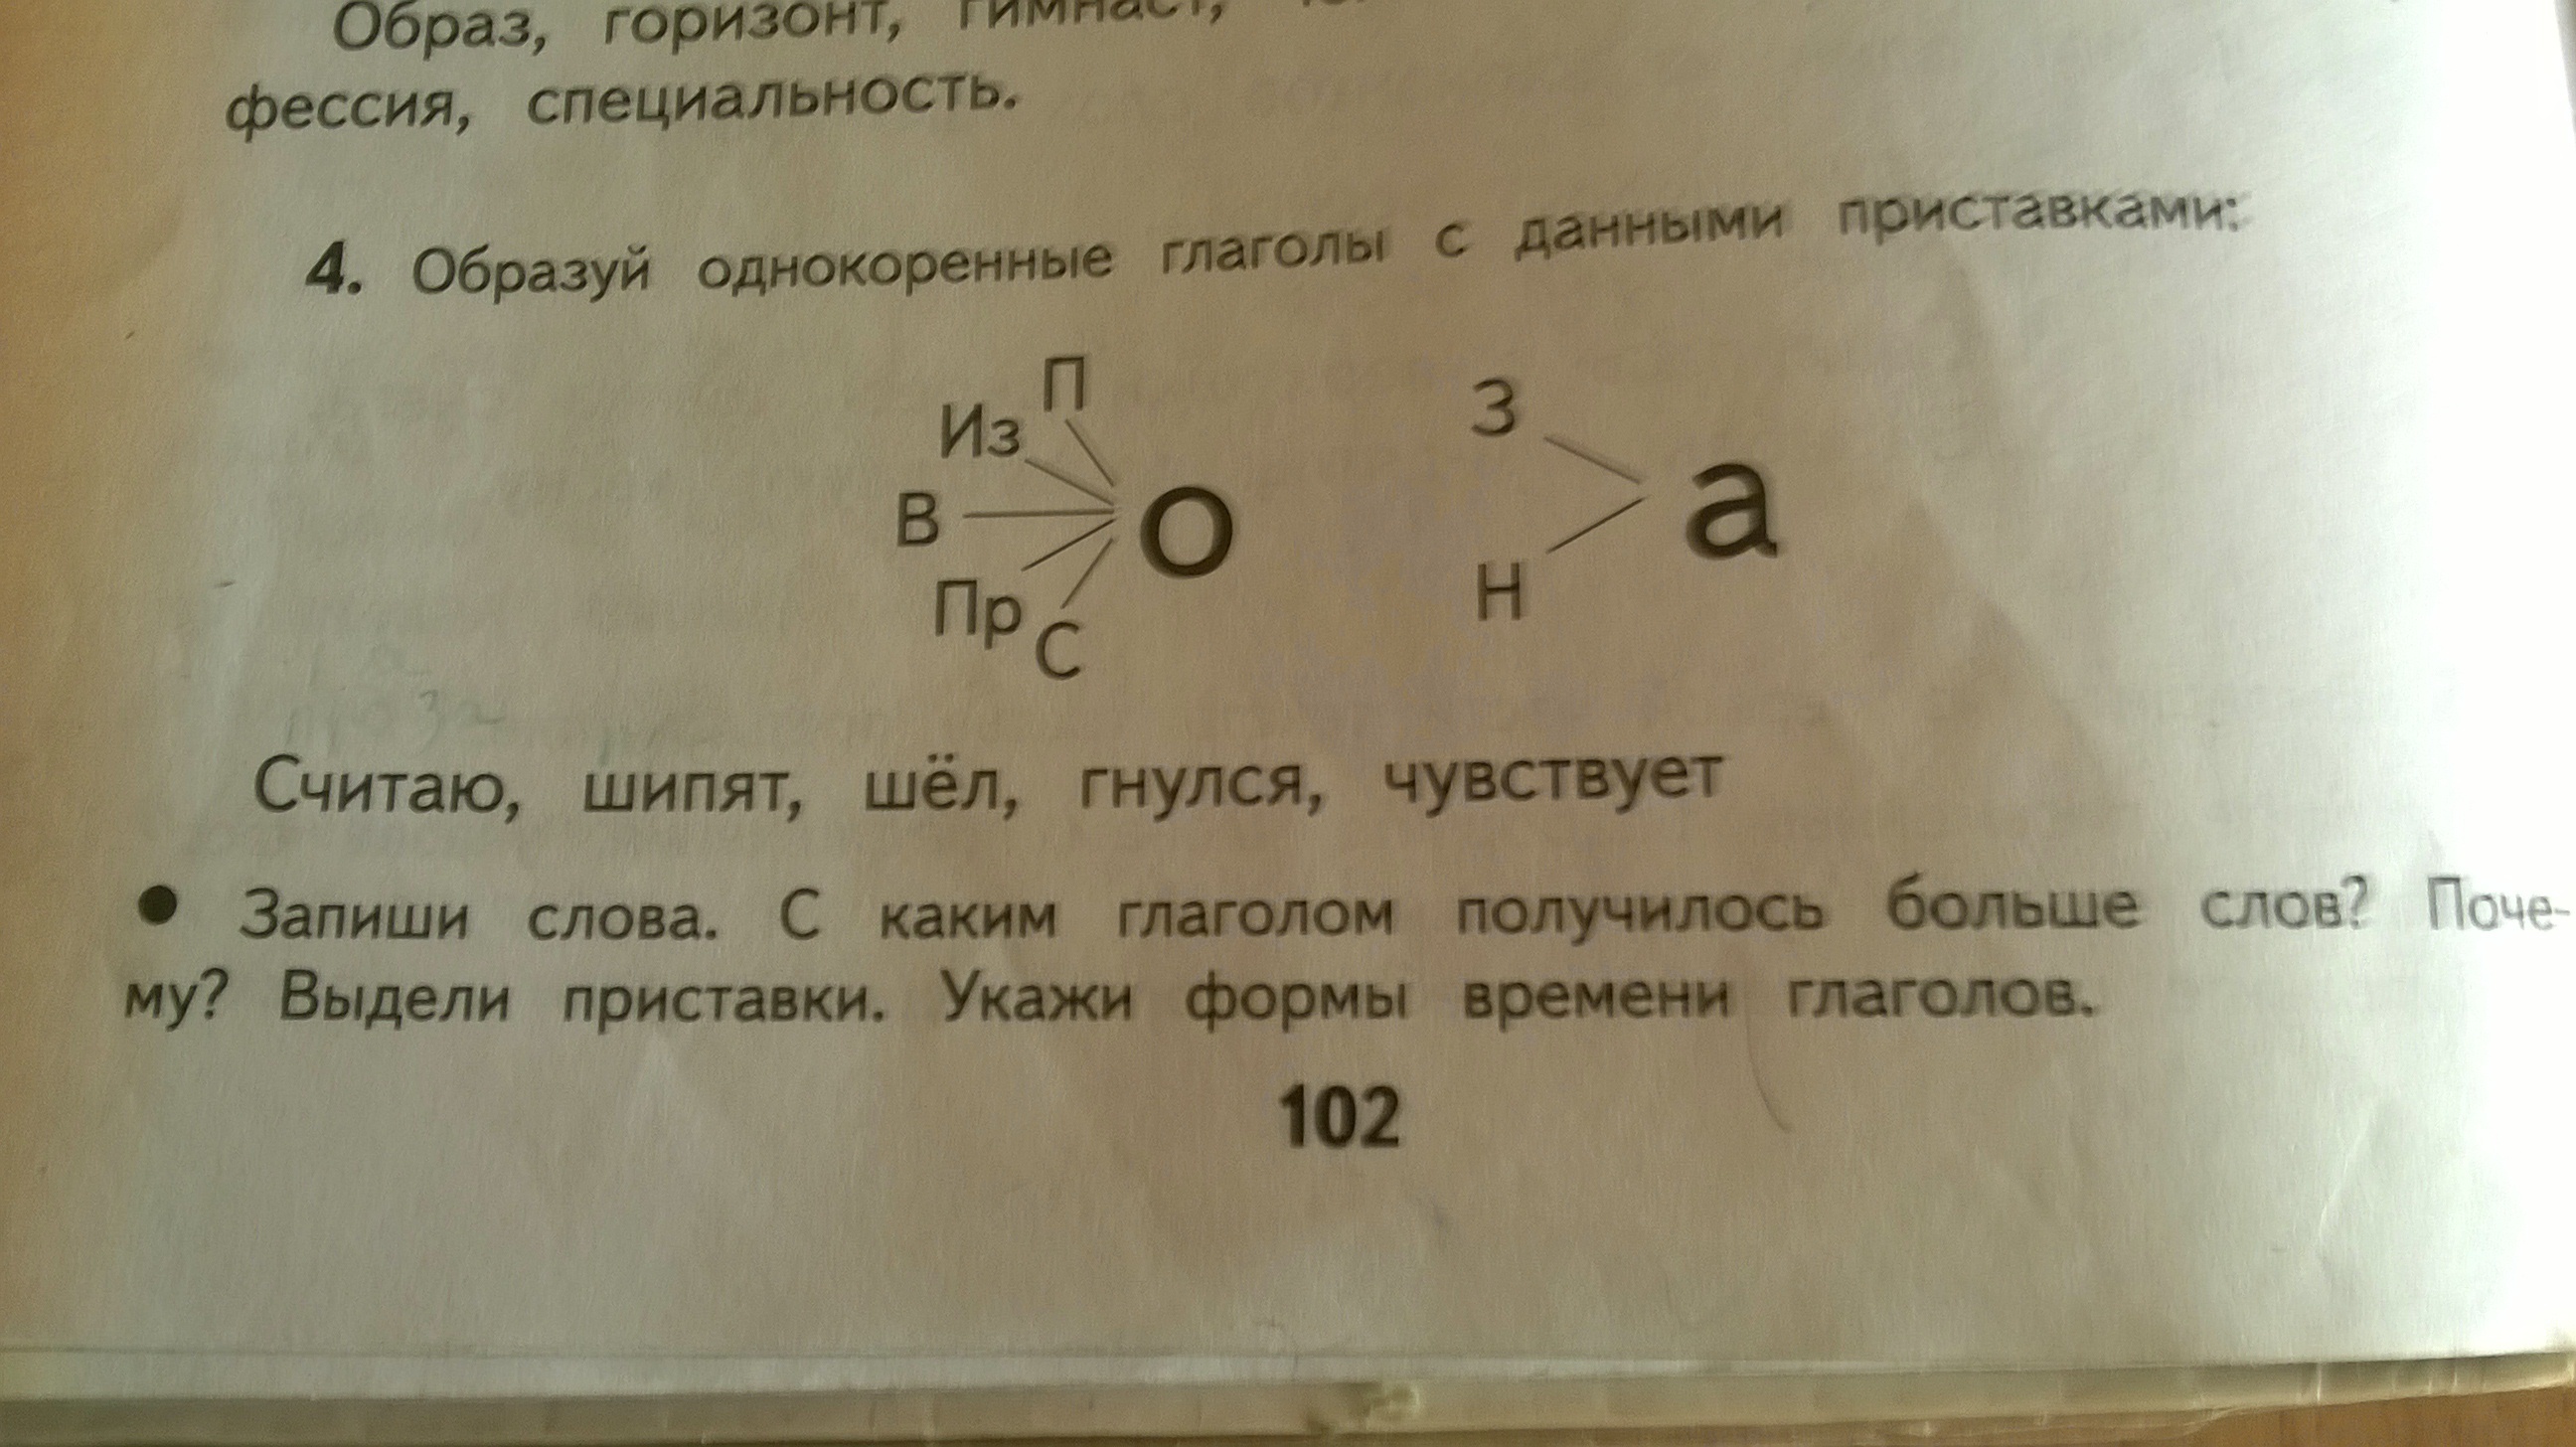 Образ, горизонт, гимнаст,
фессия, специальность.
4. Образуй однокоренные глаголы с данными приставками:
П
Из
В
Пр
С
о
З
Н
а
Считаю, шипят, шёл, гнулся, чувствует
• Запиши слова. С каким глаголом получилось больше слов? Поче-
му? Выдели приставки. Укажи формы времени глаголов.
102